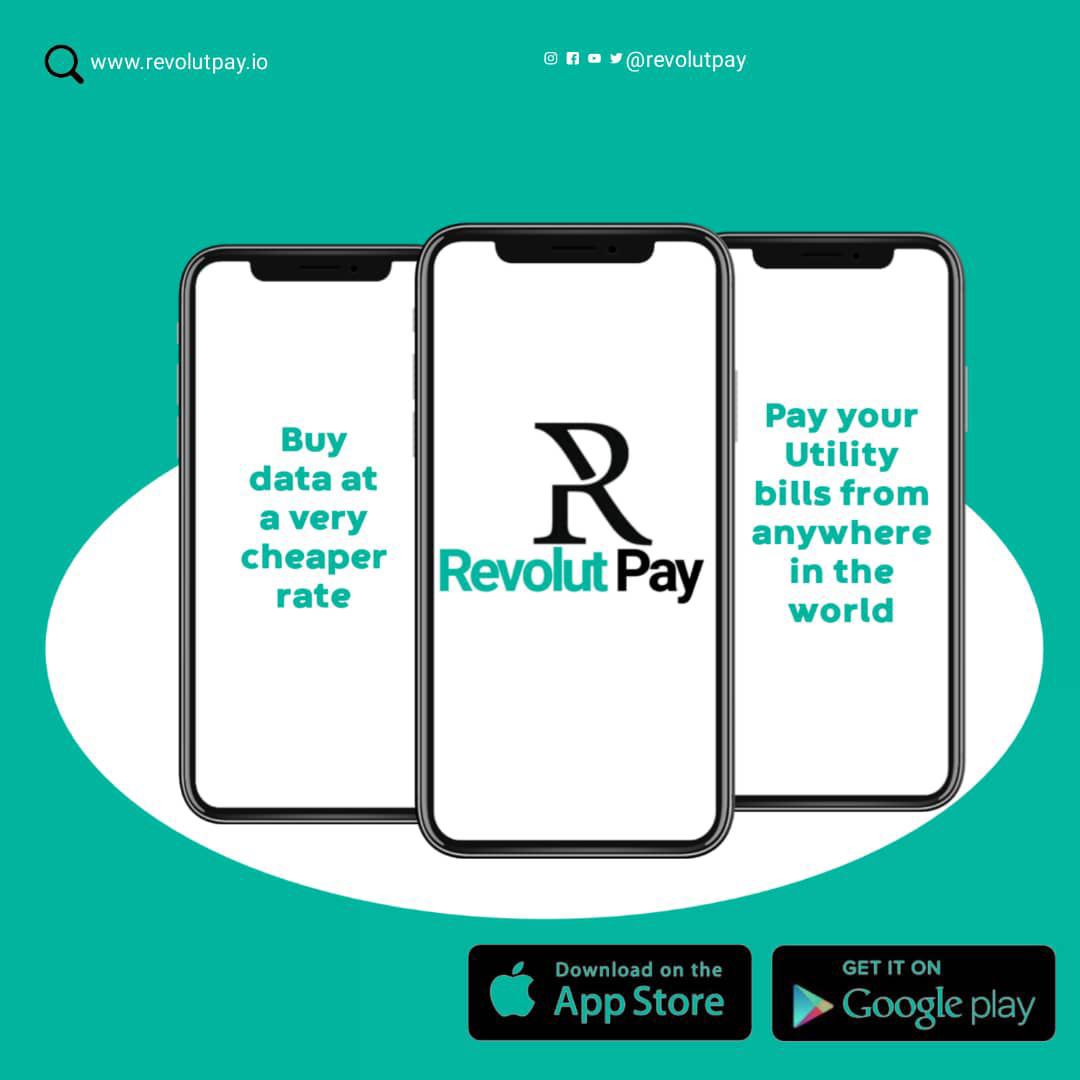 www.revolutpay.io
@revolutpay
Buy
data at
a very
cheaper
rate
R
Revolut Pay
Pay your
Utility
bills from
anywhere
in the
world
Download on the
App Store
GET IT ON
Google play